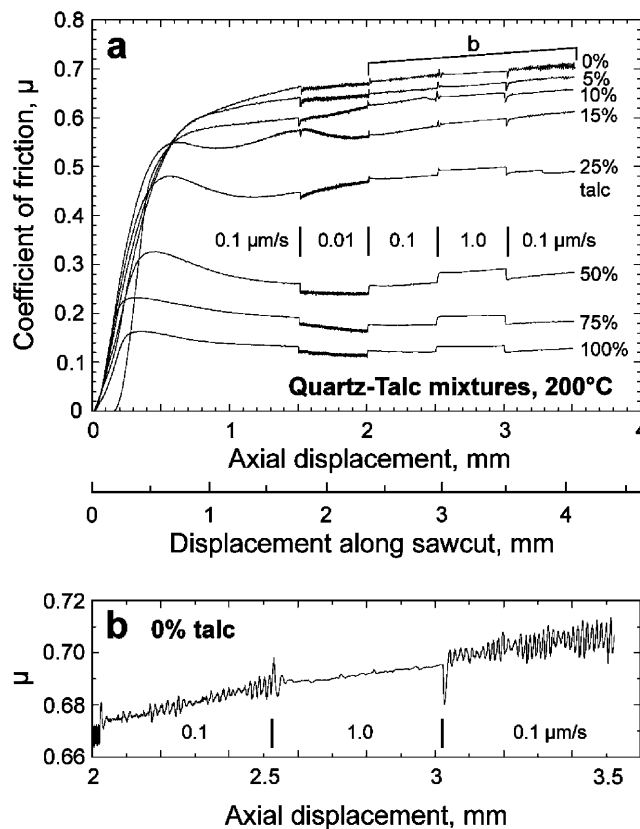 a
b
0.8
0.7
0.6
0.5
0.4
0.3
0.2
0.1
0
Coefficient of friction, μ
0%
5%
10%
15%
25%
talc
50%
75%
100%
0.1 μm/s | 0.01 | 0.1 | 1.0 | 0.1 μm/s
Quartz-Talc mixtures, 200°C
0 1 2 3 4
Axial displacement, mm
0 1 2 3 4
Displacement along sawcut, mm
b 0% talc
0.72
0.70
0.68
0.66
μ
0.1 | 1.0 | 0.1 μm/s
2 2.5 3 3.5
Axial displacement, mm